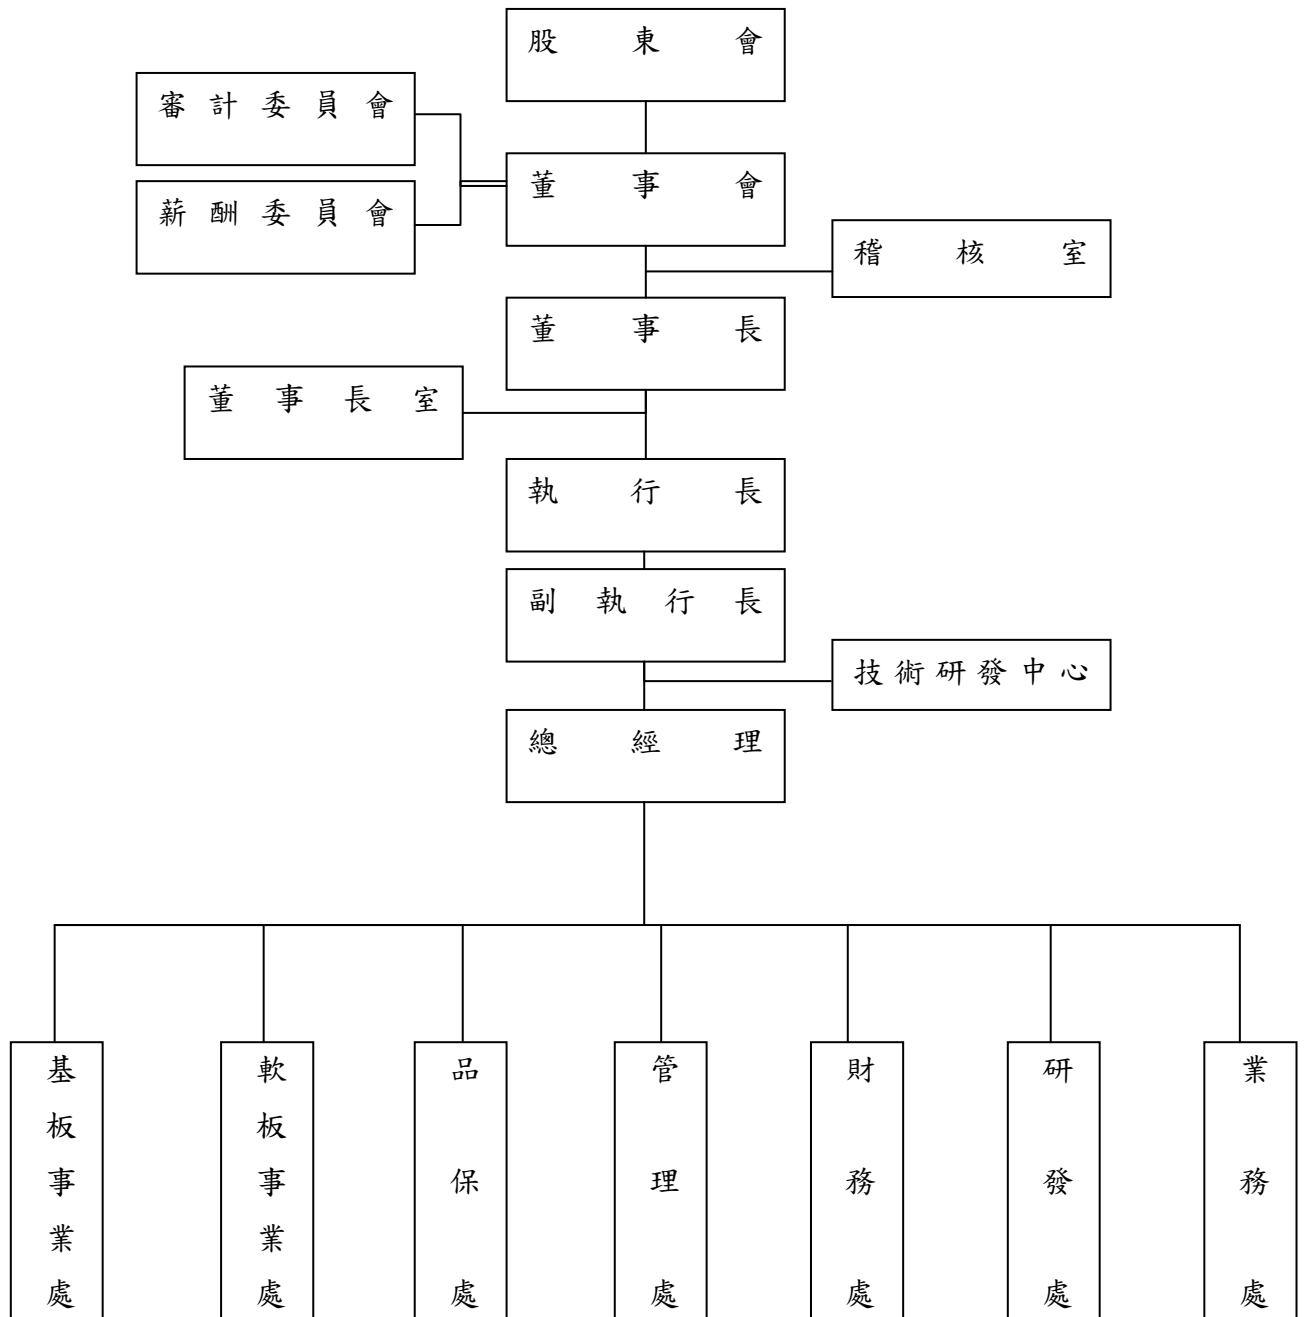 股東會
審計委員會
董事會
薪酬委員會
稽核室
董事長
董事長室
執行長
副執行長
技術研發中心
總經理
基板事業處
軟板事業處
品保處
管理處
財務處
研發處
業務處